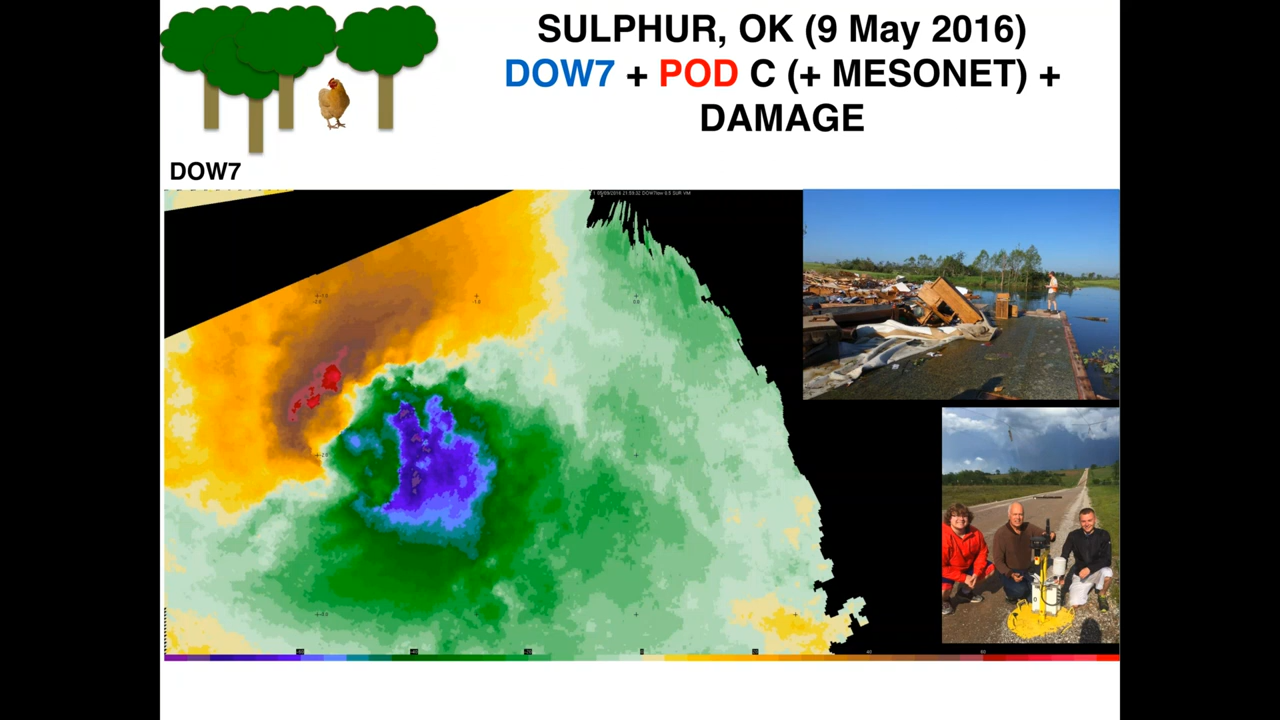 SULPHUR, OK (9 May 2016)
DOW7 + POD C (+ MESONET) +
DAMAGE
DOW7